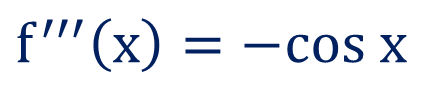 f′′′(x) = −cos x